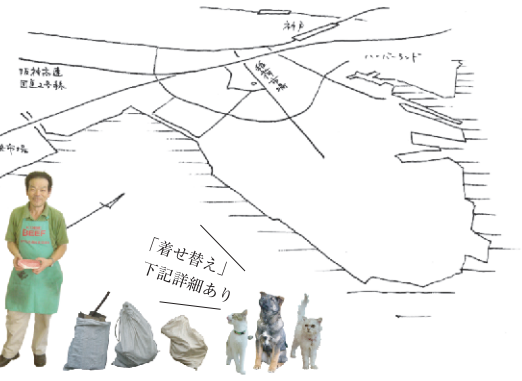 神戸
ハーバーランド
阪神高速
国道2号線
「着せ替え」
下記詳細あり